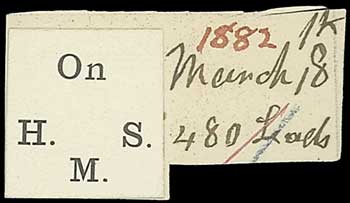 On
H. S.
M.
1882
March 18
480